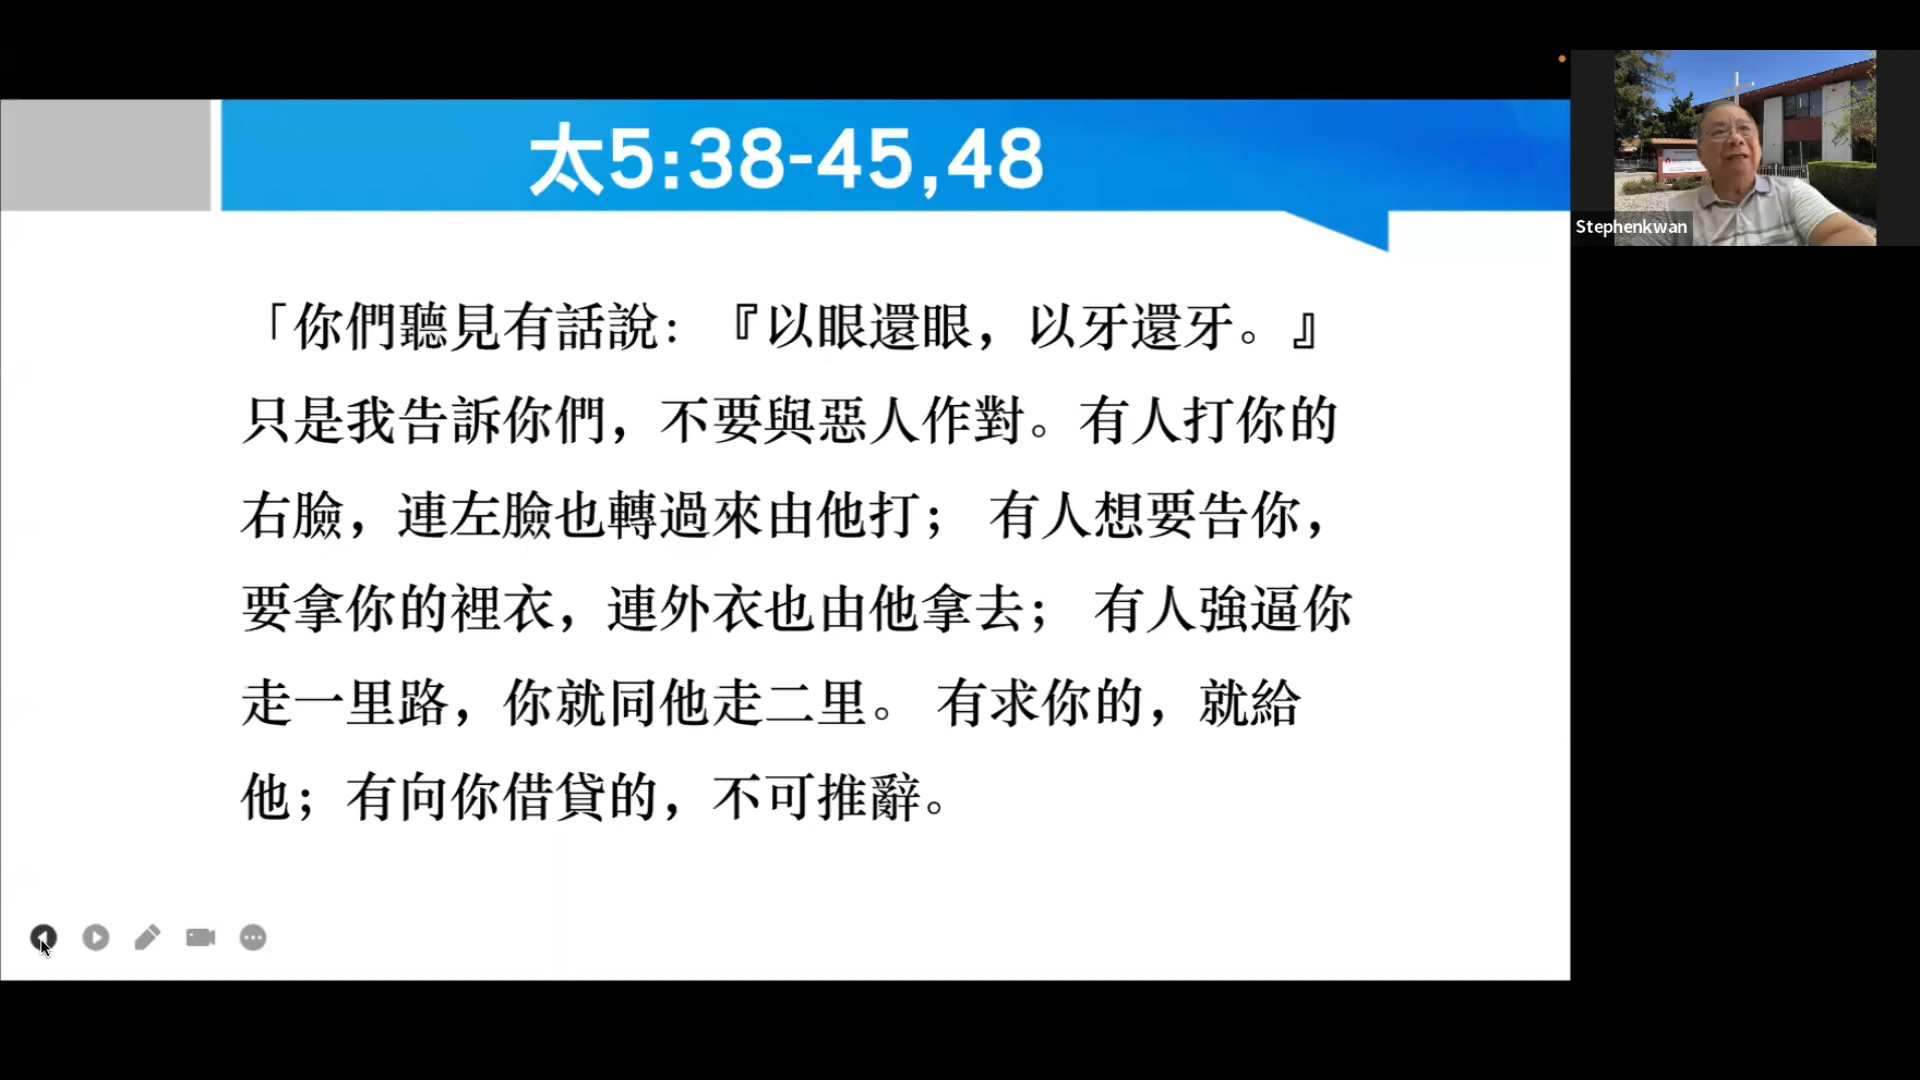 太5:38-45,48
Stephenkwan
「你們聽見有話說：『以眼還眼，以牙還牙。』
只是我告訴你們，不要與惡人作對。有人打你的
右臉，連左臉也轉過來由他打； 有人想要告你，
要拿你的裡衣，連外衣也由他拿去； 有人強逼你
走一里路，你就同他走二里。 有求你的，就給
他；有向你借貸的，不可推辭。